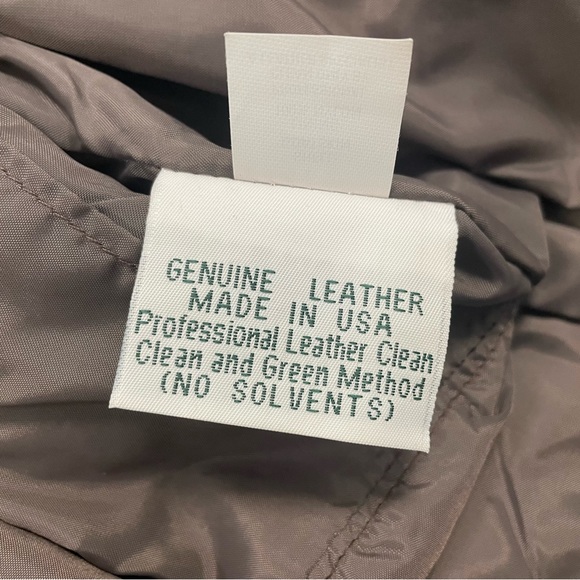 GENUINE LEATHER
MADE IN USA
Professional Leather Clean
Clean and Green Method
(NO SOLVENTS)